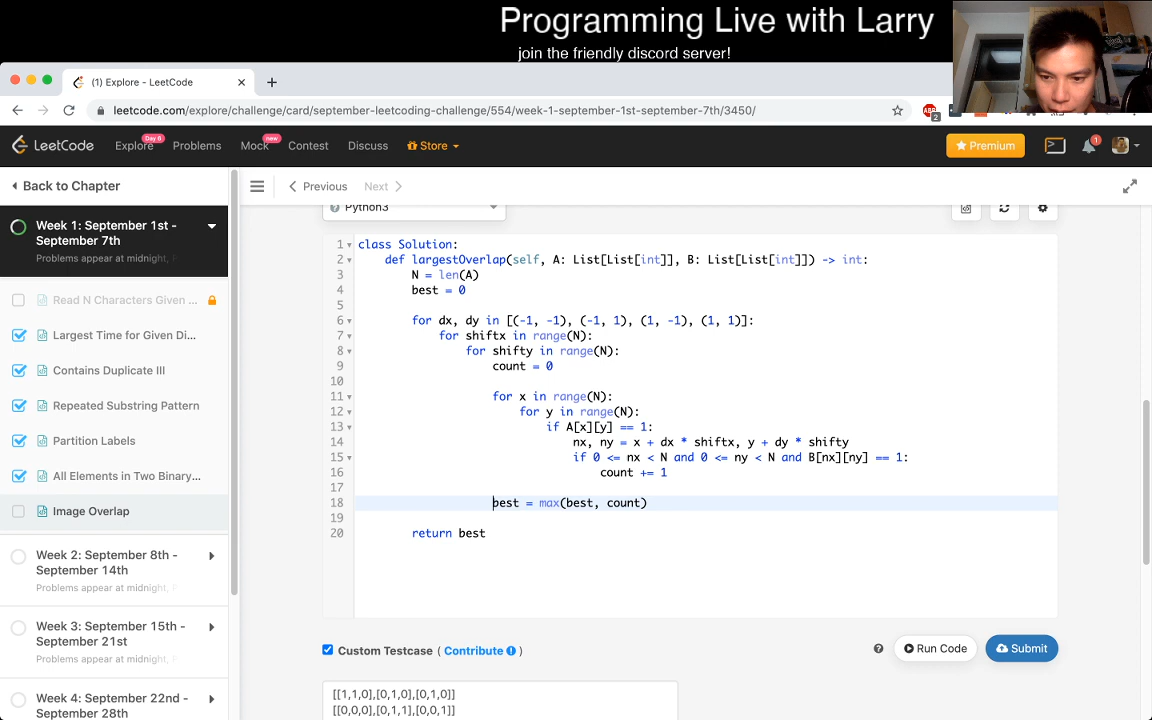 Programming Live with Larry
join the friendly discord server!
(1) Explore - LeetCode
leetcode.com/explore/challenge/card/september-leetcoding-challenge/554/week-1-september-1st-september-7th/3450/
ABP
2
LeetCode
Explore
Day 6
Problems
Mock
new
Contest
Discuss
Store
Premium
1
Back to Chapter
Previous
Next
Week 1: September 1st -
September 7th
Problems appear at midnight,
Read N Characters Given ...
Largest Time for Given Di...
Contains Duplicate III
Repeated Substring Pattern
Partition Labels
All Elements in Two Binary...
Image Overlap
Week 2: September 8th -
September 14th
Problems appear at midnight,
Week 3: September 15th -
September 21st
Problems appear at midnight,
Week 4: September 22nd -
September 28th
Python3
1 class Solution:
2 def largestOverlap(self, A: List[List[int]], B: List[List[int]]) -> int:
3 N = len(A)
4 best = 0
5
6 for dx, dy in [(-1, -1), (-1, 1), (1, -1), (1, 1)]:
7 for shiftx in range(N):
8 for shifty in range(N):
9 count = 0
10
11 for x in range(N):
12 for y in range(N):
13 if A[x][y] == 1:
14 nx, ny = x + dx * shiftx, y + dy * shifty
15 if 0 <= nx < N and 0 <= ny < N and B[nx][ny] == 1:
16 count += 1
17
18 best = max(best, count)
19
20 return best
Custom Testcase ( Contribute )
Run Code
Submit
[[1,1,0],[0,1,0],[0,1,0]]
[[0,0,0],[0,1,1],[0,0,1]]